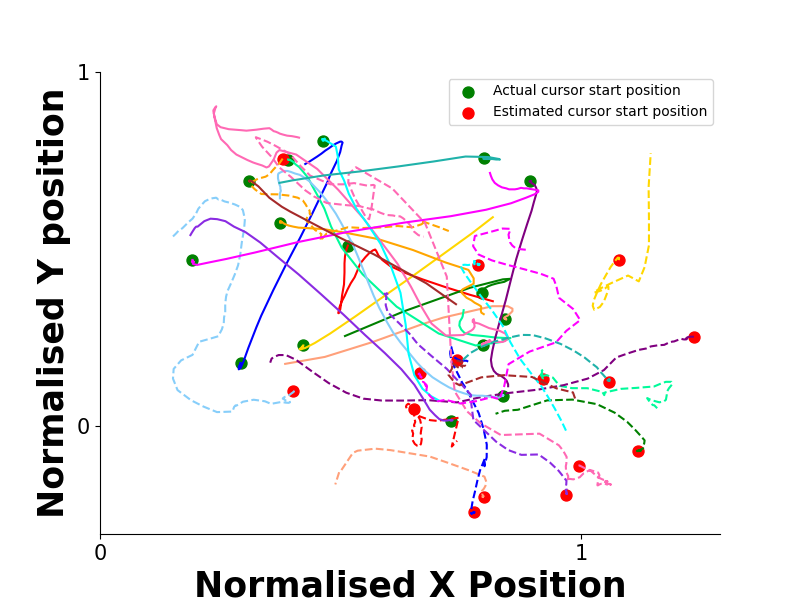 1
Actual cursor start position
Estimated cursor start position
Normalised Y position
0
0
1
Normalised X Position